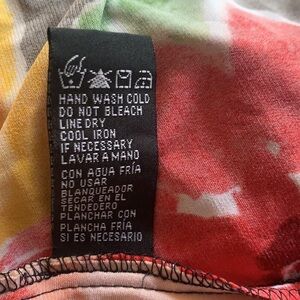 HAND WASH COLD
DO NOT BLEACH
LINE DRY
COOL IRON
IF NECESSARY
LAVAR A MANO
CON AGUA FRÍA
NO USAR
BLANQUEADOR
SECAR EN EL
TENDEDERO
PLANCHAR CON
PLANCHA FRÍA
SI ES NECESARIO